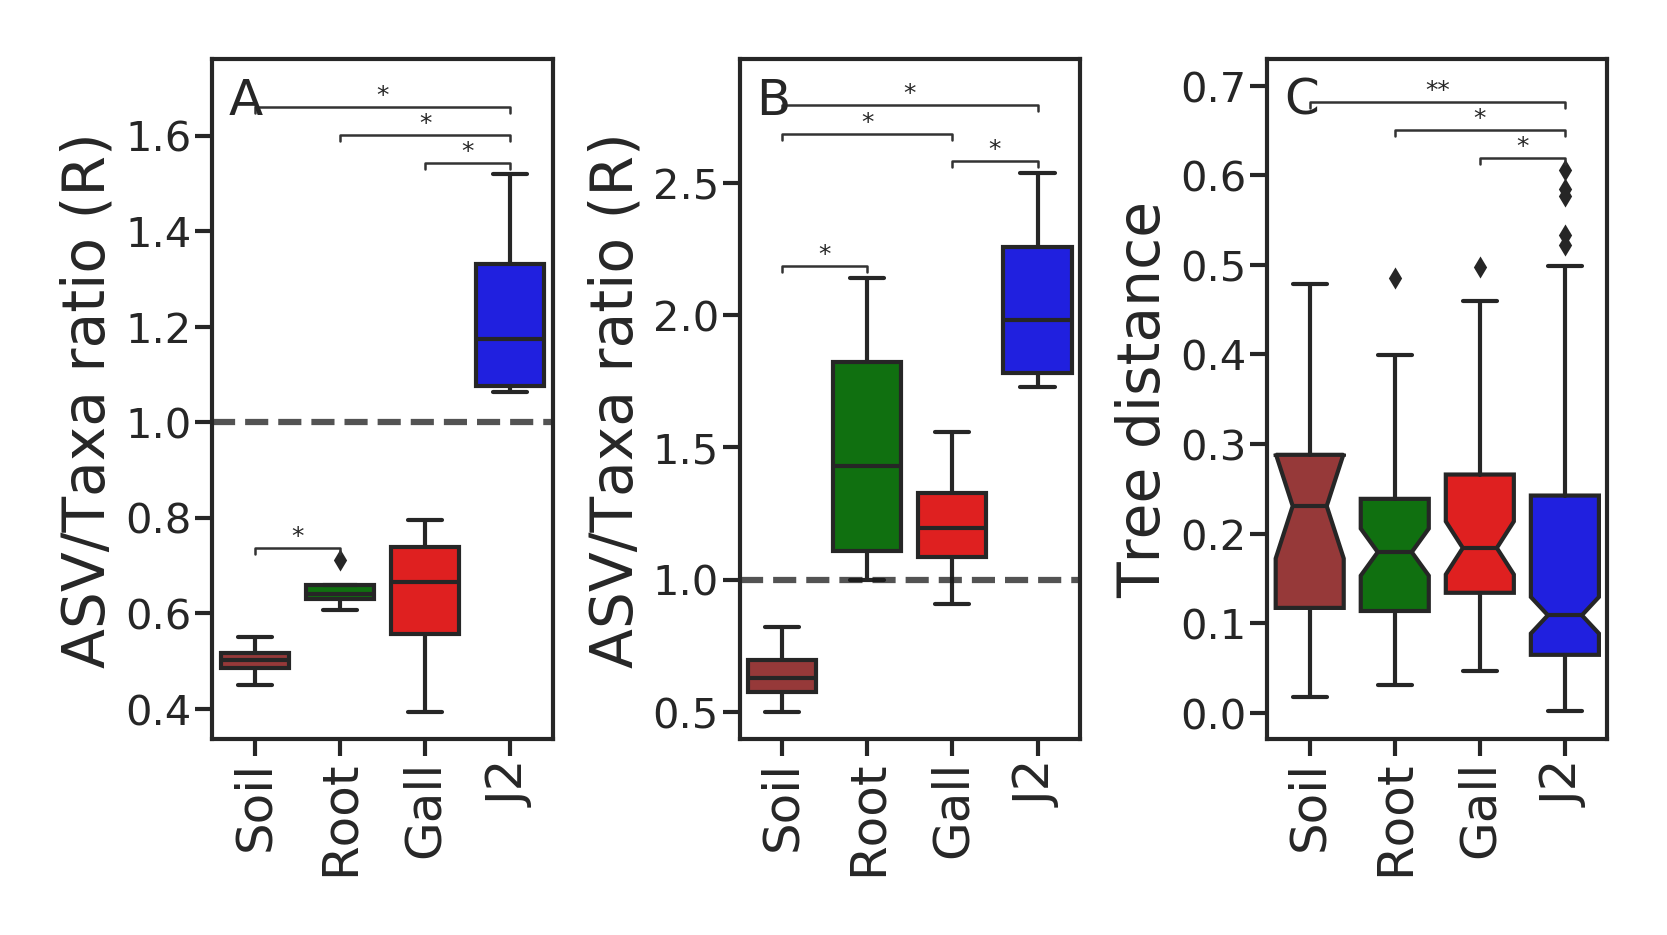 A
*
*
*
*
ASV/Taxa ratio (R)
1.6
1.4
1.2
1.0
0.8
0.6
0.4
Soil
Root
Gall
J2
B
*
*
*
*
ASV/Taxa ratio (R)
2.5
2.0
1.5
1.0
0.5
Soil
Root
Gall
J2
C
**
*
*
Tree distance
0.7
0.6
0.5
0.4
0.3
0.2
0.1
0.0
Soil
Root
Gall
J2